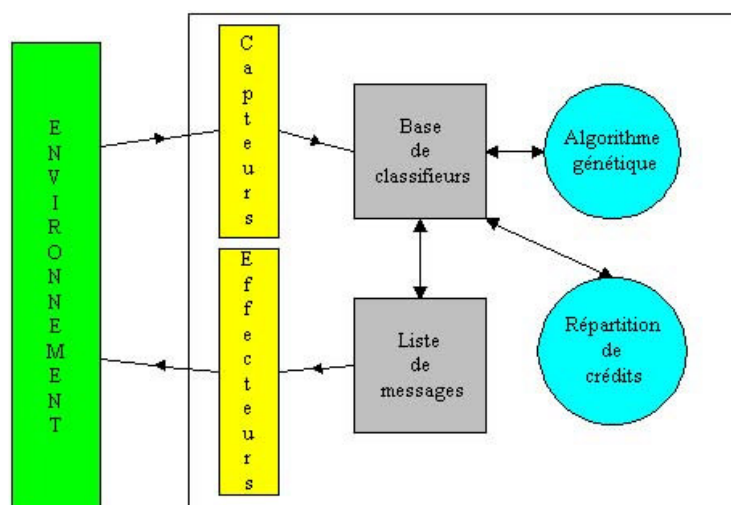 ENVIRONNEMENT
Capteurs
Base
de
classifieurs
Algorithme
génétique
Effecteurs
Liste
de
messages
Répartition
de
crédits